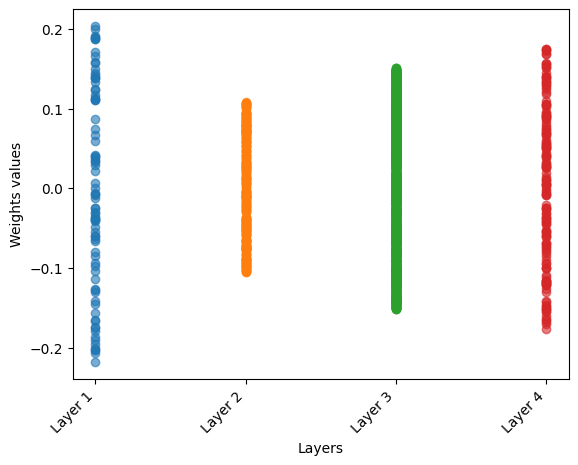 0.2
0.1
0.0
−0.1
−0.2
Weights values
Layer 1
Layer 2
Layer 3
Layer 4
Layers